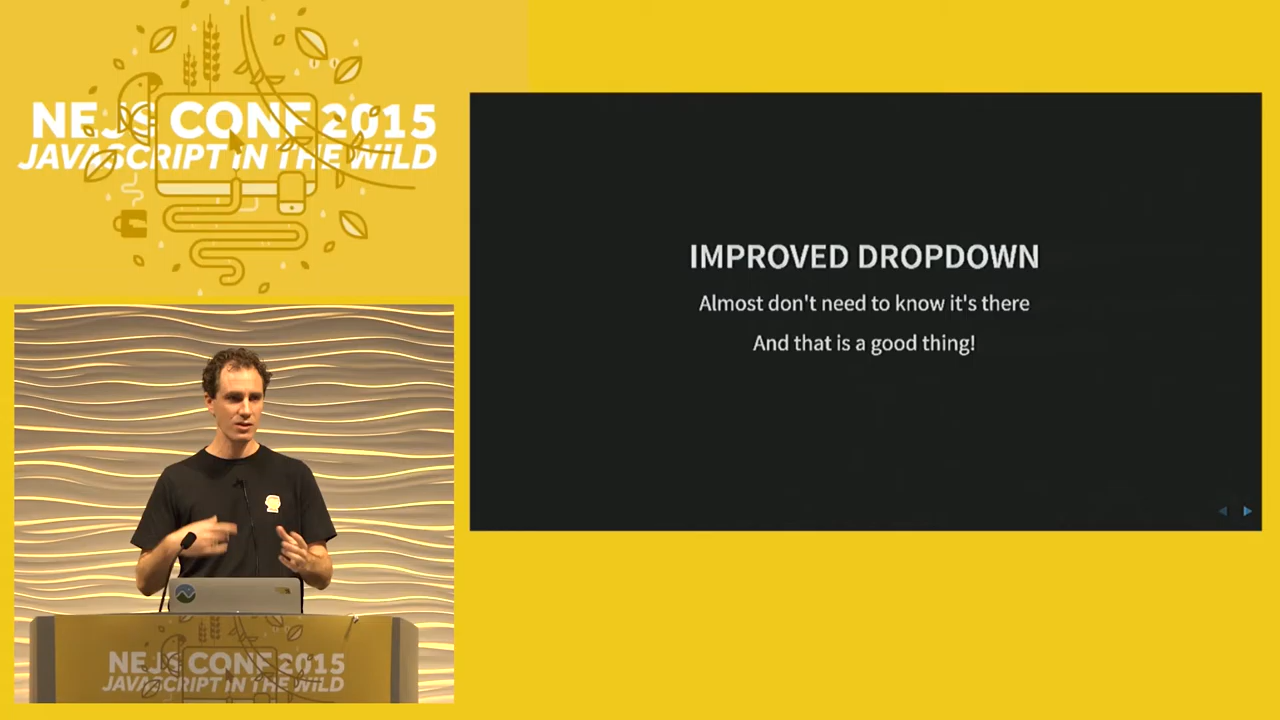 NEJS CONF 2015
JAVASCRIPT IN THE WILD
IMPROVED DROPDOWN
Almost don't need to know it's there
And that is a good thing!
NEJS CONF 2015
JAVASCRIPT IN THE WILD